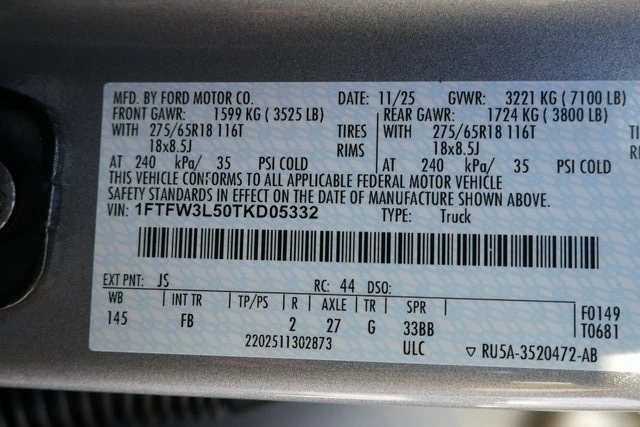 MFD. BY FORD MOTOR CO. DATE: 11/25 GVWR: 3221 KG ( 7100 LB)
FRONT GAWR: 1599 KG ( 3525 LB) REAR GAWR: 1724 KG ( 3800 LB)
WITH 275/65R18 116T TIRES WITH 275/65R18 116T TIRES
18x8.5J RIMS 18x8.5J RIMS
AT 240 kPa/ 35 PSI COLD AT 240 kPa/ 35 PSI COLD
THIS VEHICLE CONFORMS TO ALL APPLICABLE FEDERAL MOTOR VEHICLE
SAFETY STANDARDS IN EFFECT ON THE DATE OF MANUFACTURE SHOWN ABOVE.
VIN: 1FTFW3L50TKD05332 TYPE: Truck
EXT PNT: JS RC: 44 DSO:
WB INT TR TP/PS R AXLE TR SPR F0149
145 FB 2 27 G 33BB T0681
2202511302873 ULC ▽ RU5A-3520472-AB